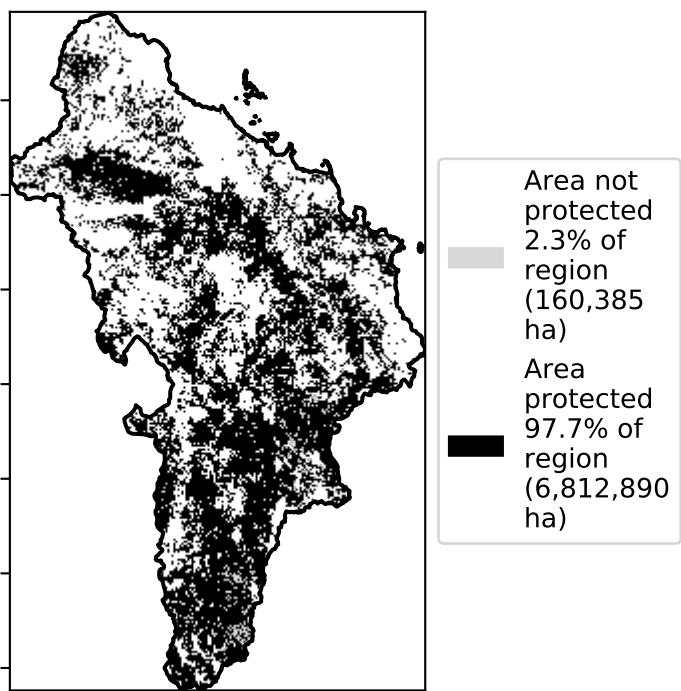 Area not
protected
2.3% of
region
(160,385
ha)
Area
protected
97.7% of
region
(6,812,890
ha)